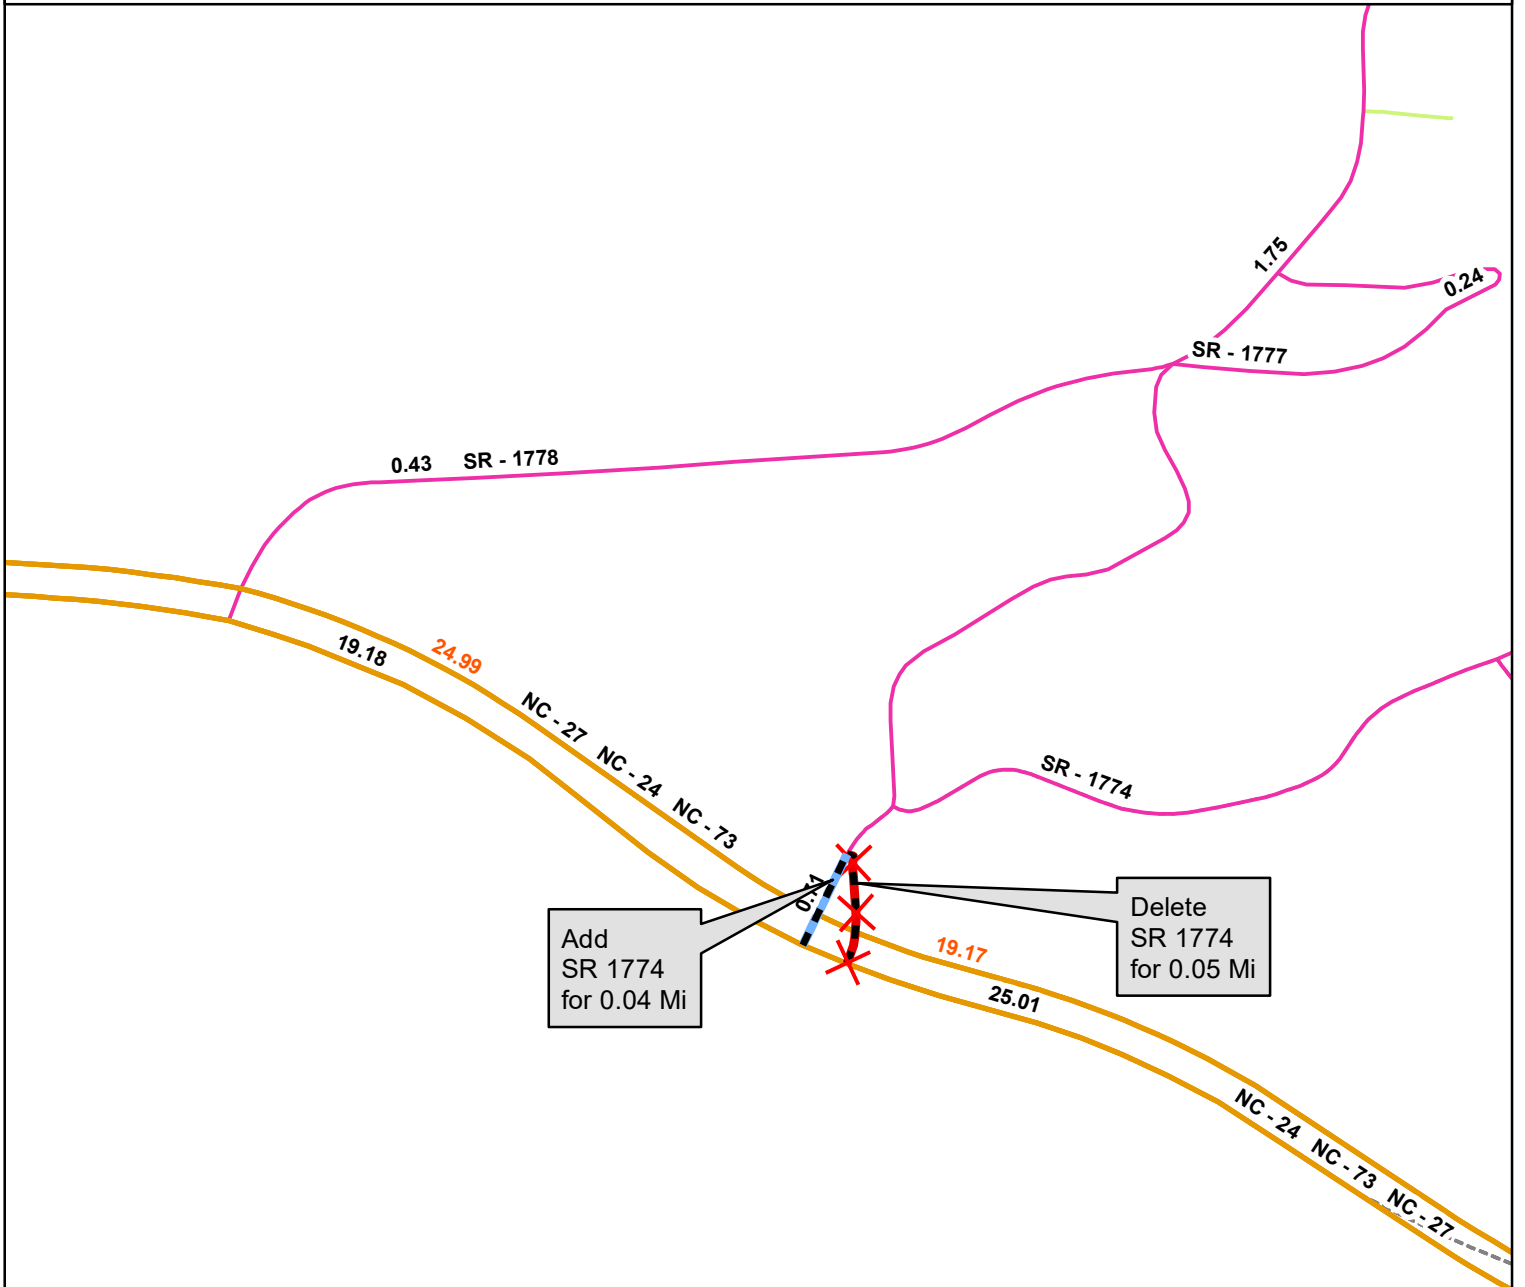 1.75
0.24
SR - 1777
0.43 SR - 1778
19.18
24.99
NC - 27 NC - 24 NC - 73
SR - 1774
Add
SR 1774
for 0.04 Mi
Delete
SR 1774
for 0.05 Mi
19.17
25.01
NC - 24 NC - 73 NC - 27